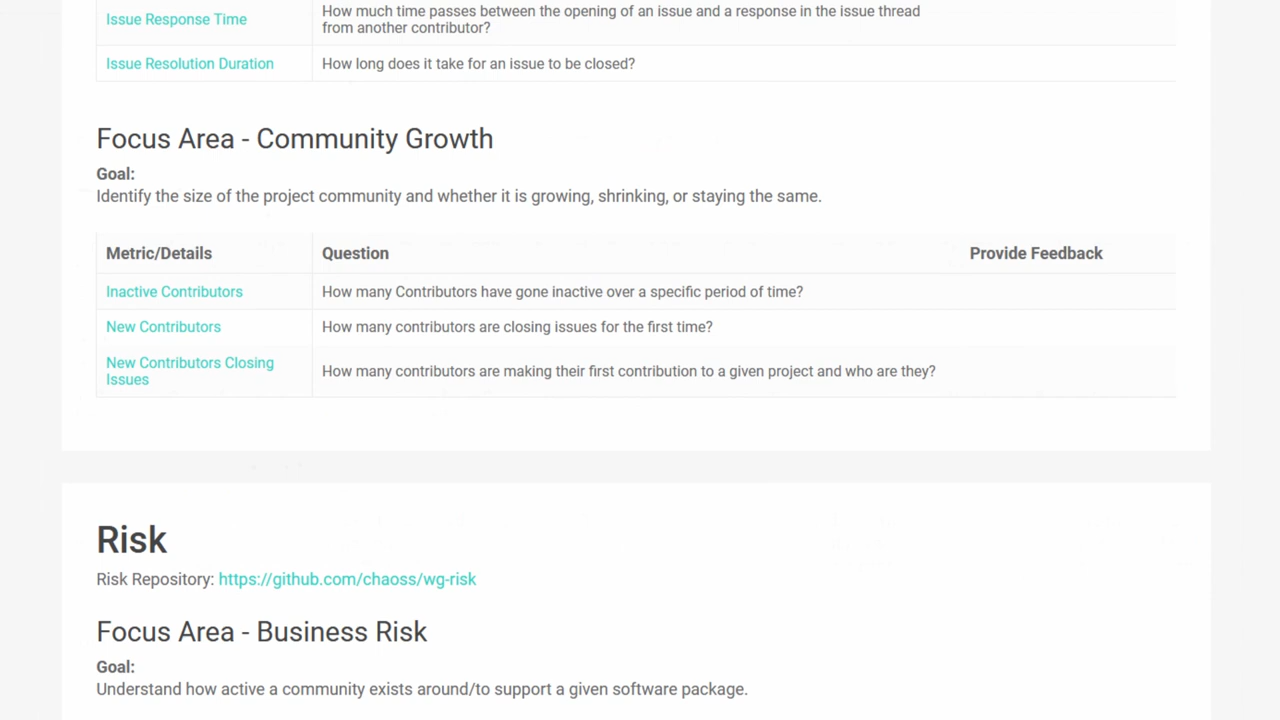 Issue Response Time
How much time passes between the opening of an issue and a response in the issue thread
from another contributor?
Issue Resolution Duration
How long does it take for an issue to be closed?
Focus Area - Community Growth
Goal:
Identify the size of the project community and whether it is growing, shrinking, or staying the same.
Metric/Details
Question
Provide Feedback
Inactive Contributors
How many Contributors have gone inactive over a specific period of time?
New Contributors
How many contributors are closing issues for the first time?
New Contributors Closing
Issues
How many contributors are making their first contribution to a given project and who are they?
Risk
Risk Repository: https://github.com/chaoss/wg-risk
Focus Area - Business Risk
Goal:
Understand how active a community exists around/to support a given software package.